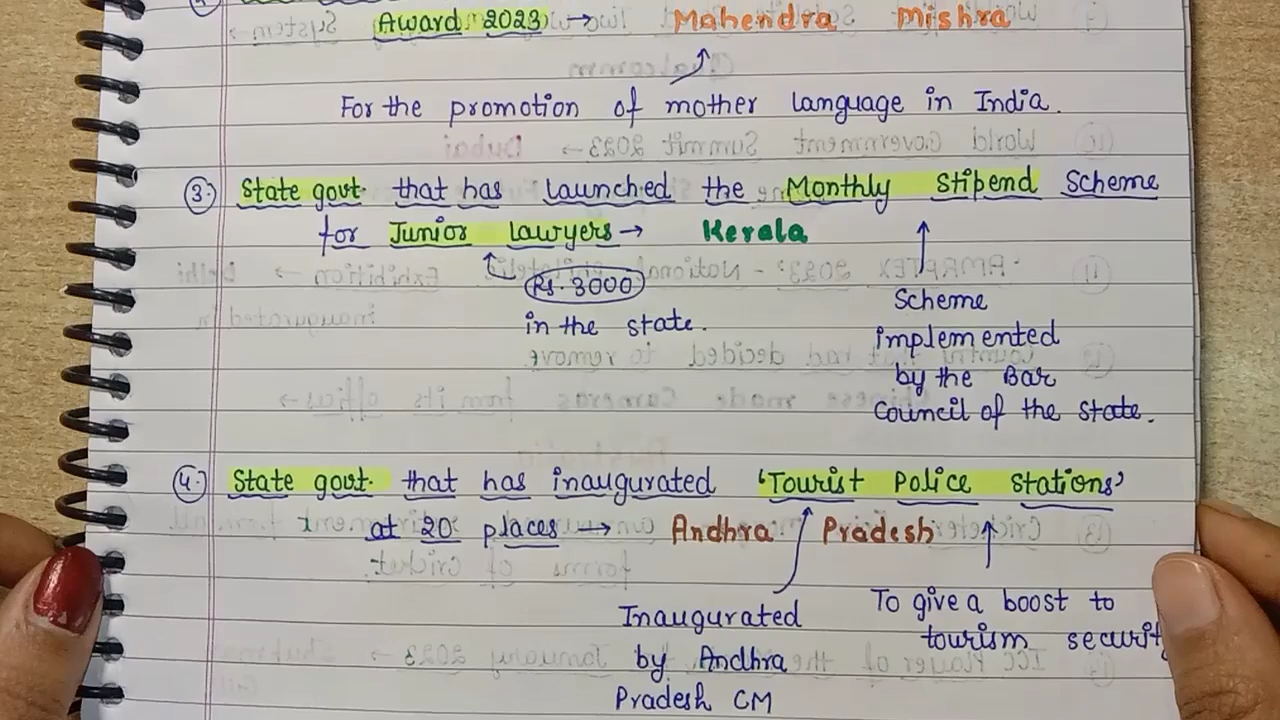 Award 2023 → Mahendra Mishra
For the promotion of mother language in India.
3. State govt. that has launched the Monthly Stipend Scheme
for Junior Lawyers → Kerala
Rs. 3000
in the state.
Scheme
implemented
by the Bar
Council of the state.
4. State govt. that has inaugurated 'Tourist Police Stations'
at 20 places → Andhra Pradesh
Inaugurated
by Andhra
Pradesh CM
To give a boost to
tourism securit